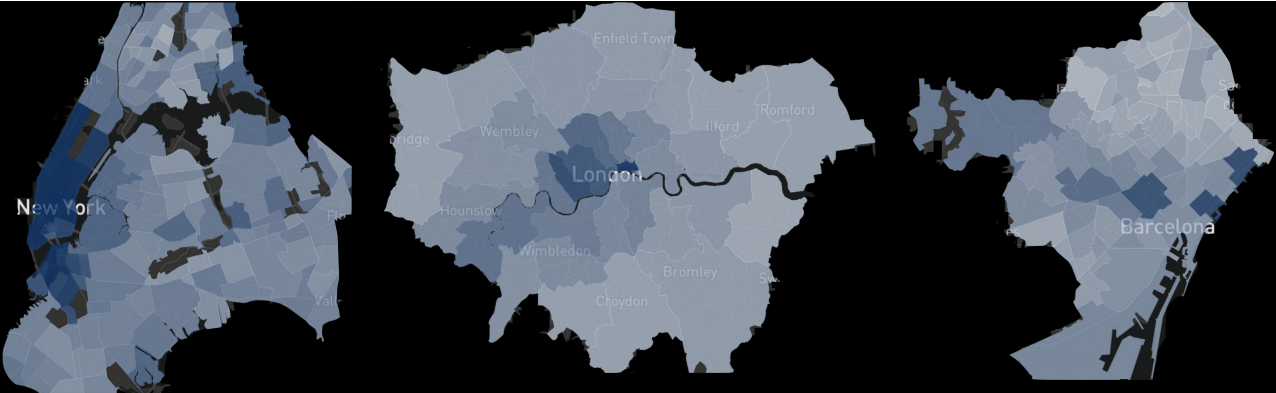 New York
Enfield Town
Wembley
Romford
Ilford
London
Hounslow
Wimbledon
Bromley
Croydon
Barcelona